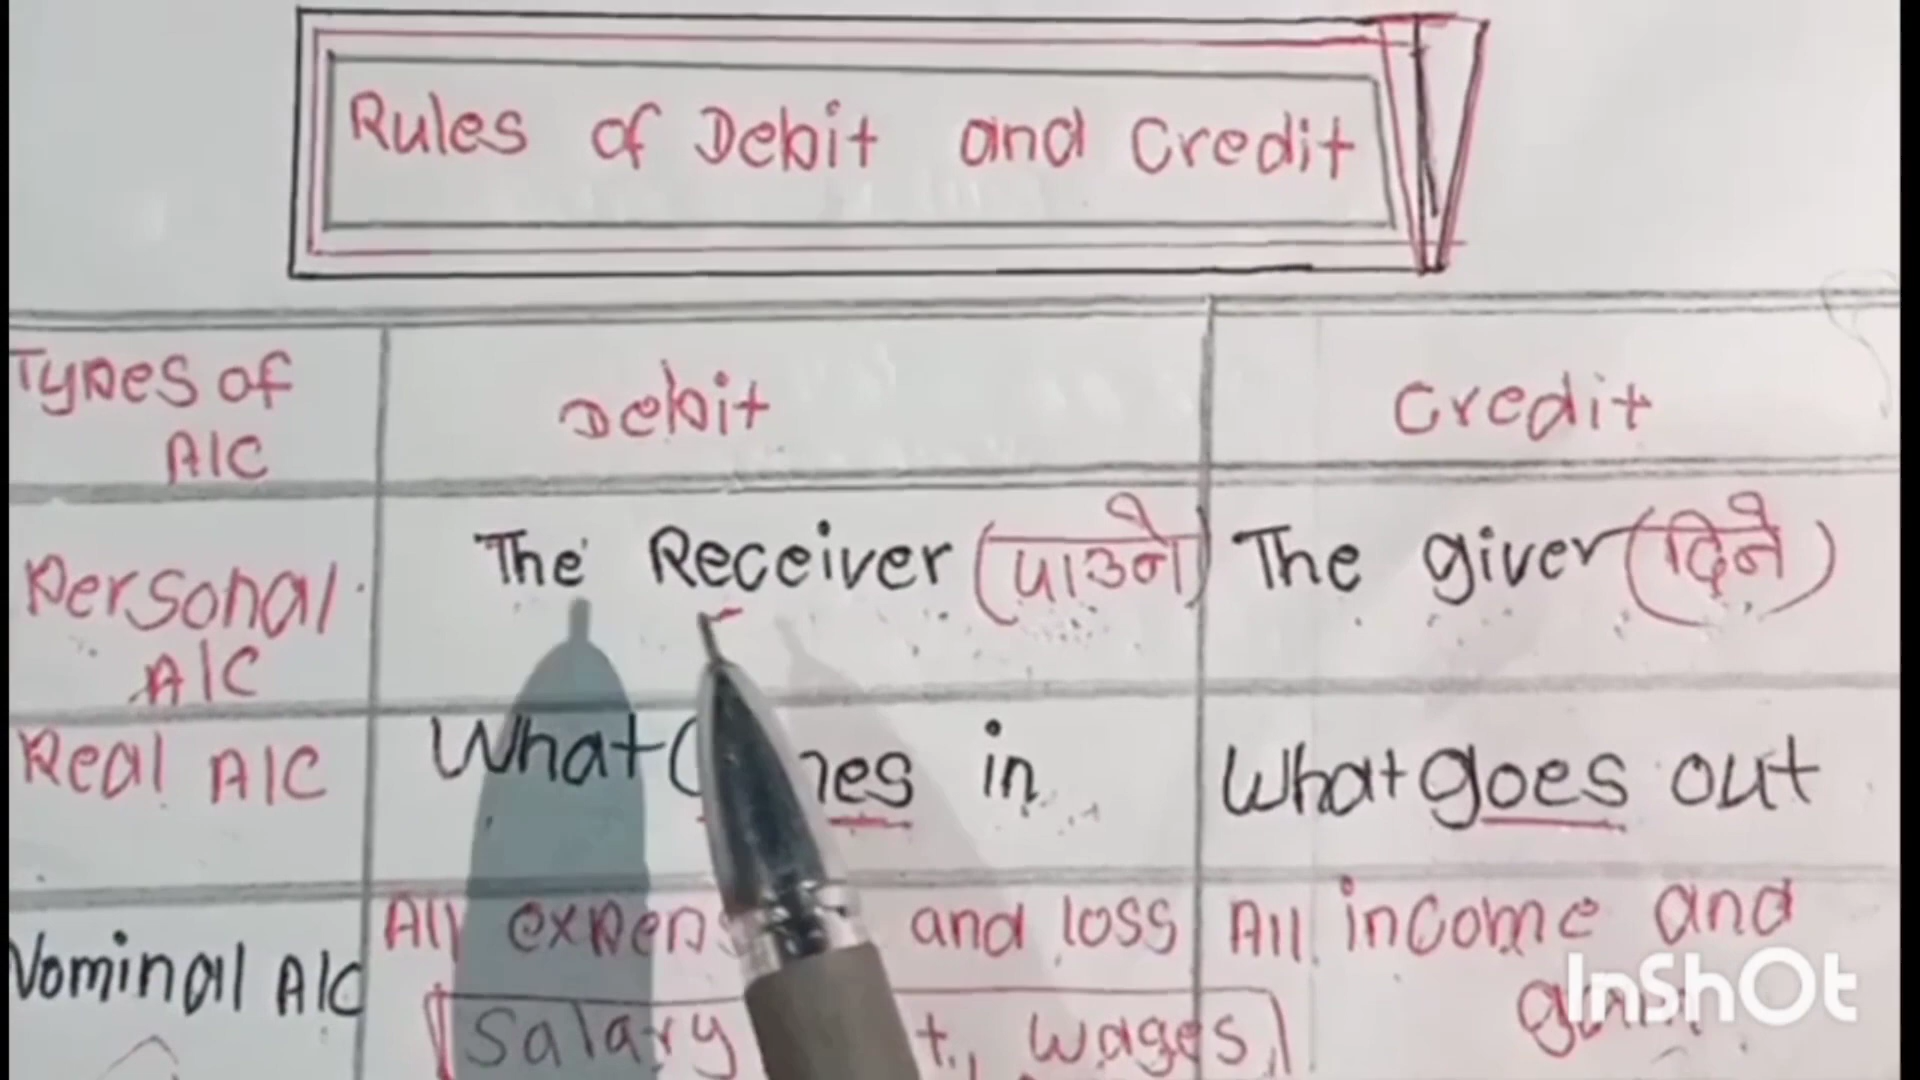 Rules of Debit and Credit
Types of A/C
Debit
Credit
Personal A/C
The Receiver (पाउने)
The giver (दिने)
Real A/C
What in
What goes out
Nominal A/C
All and loss
All income and
Salary wages,
InShOt